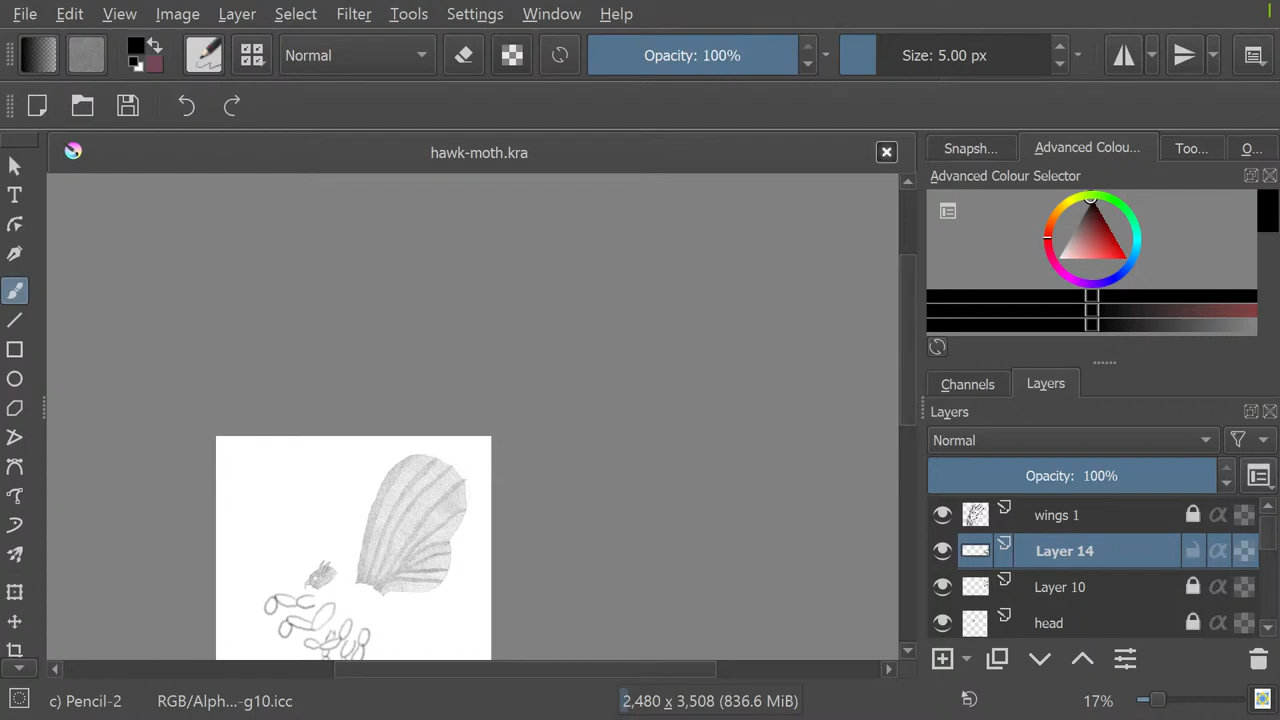 File Edit View Image Layer Select Filter Tools Settings Window Help
Normal Opacity: 100% Size: 5.00 px
hawk-moth.kra
Snapsh... Advanced Colou... Too... O...
Advanced Colour Selector
Channels Layers
Layers
Normal
Opacity: 100%
wings 1
Layer 14
Layer 10
head
c) Pencil-2 RGB/Alph...-g10.icc 2,480 x 3,508 (836.6 MiB) 17%